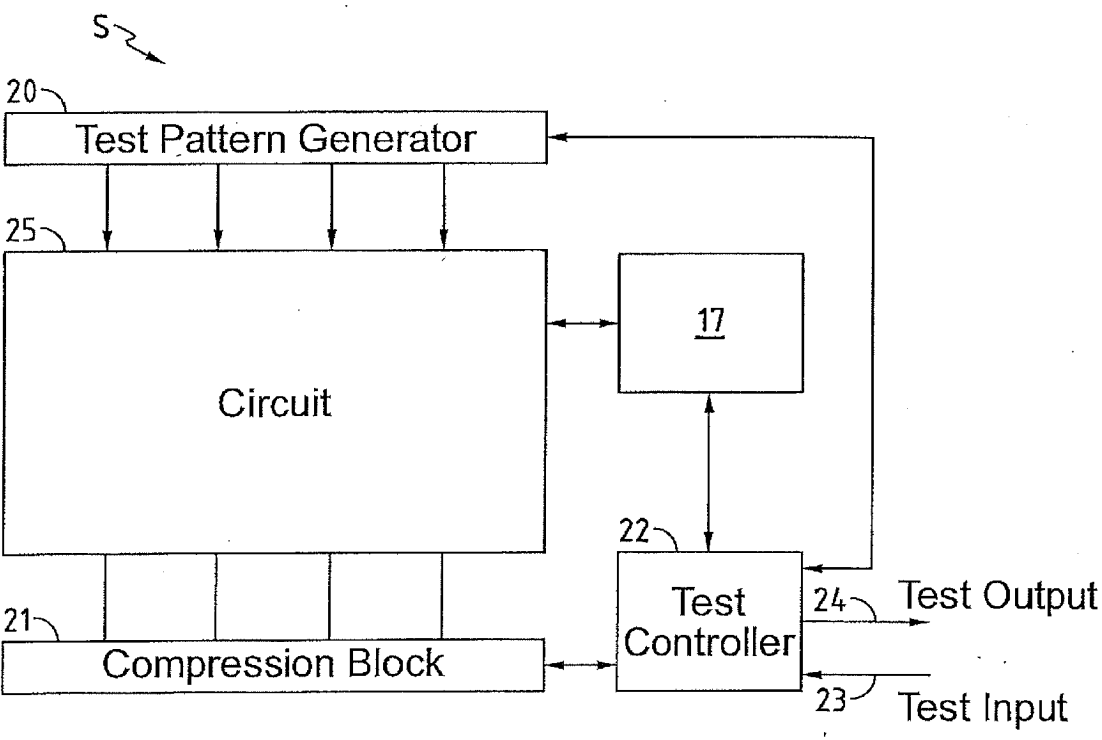 S
20
Test Pattern Generator
25
17
Circuit
22
Test
Controller
24
Test Output
21
Compression Block
23
Test Input